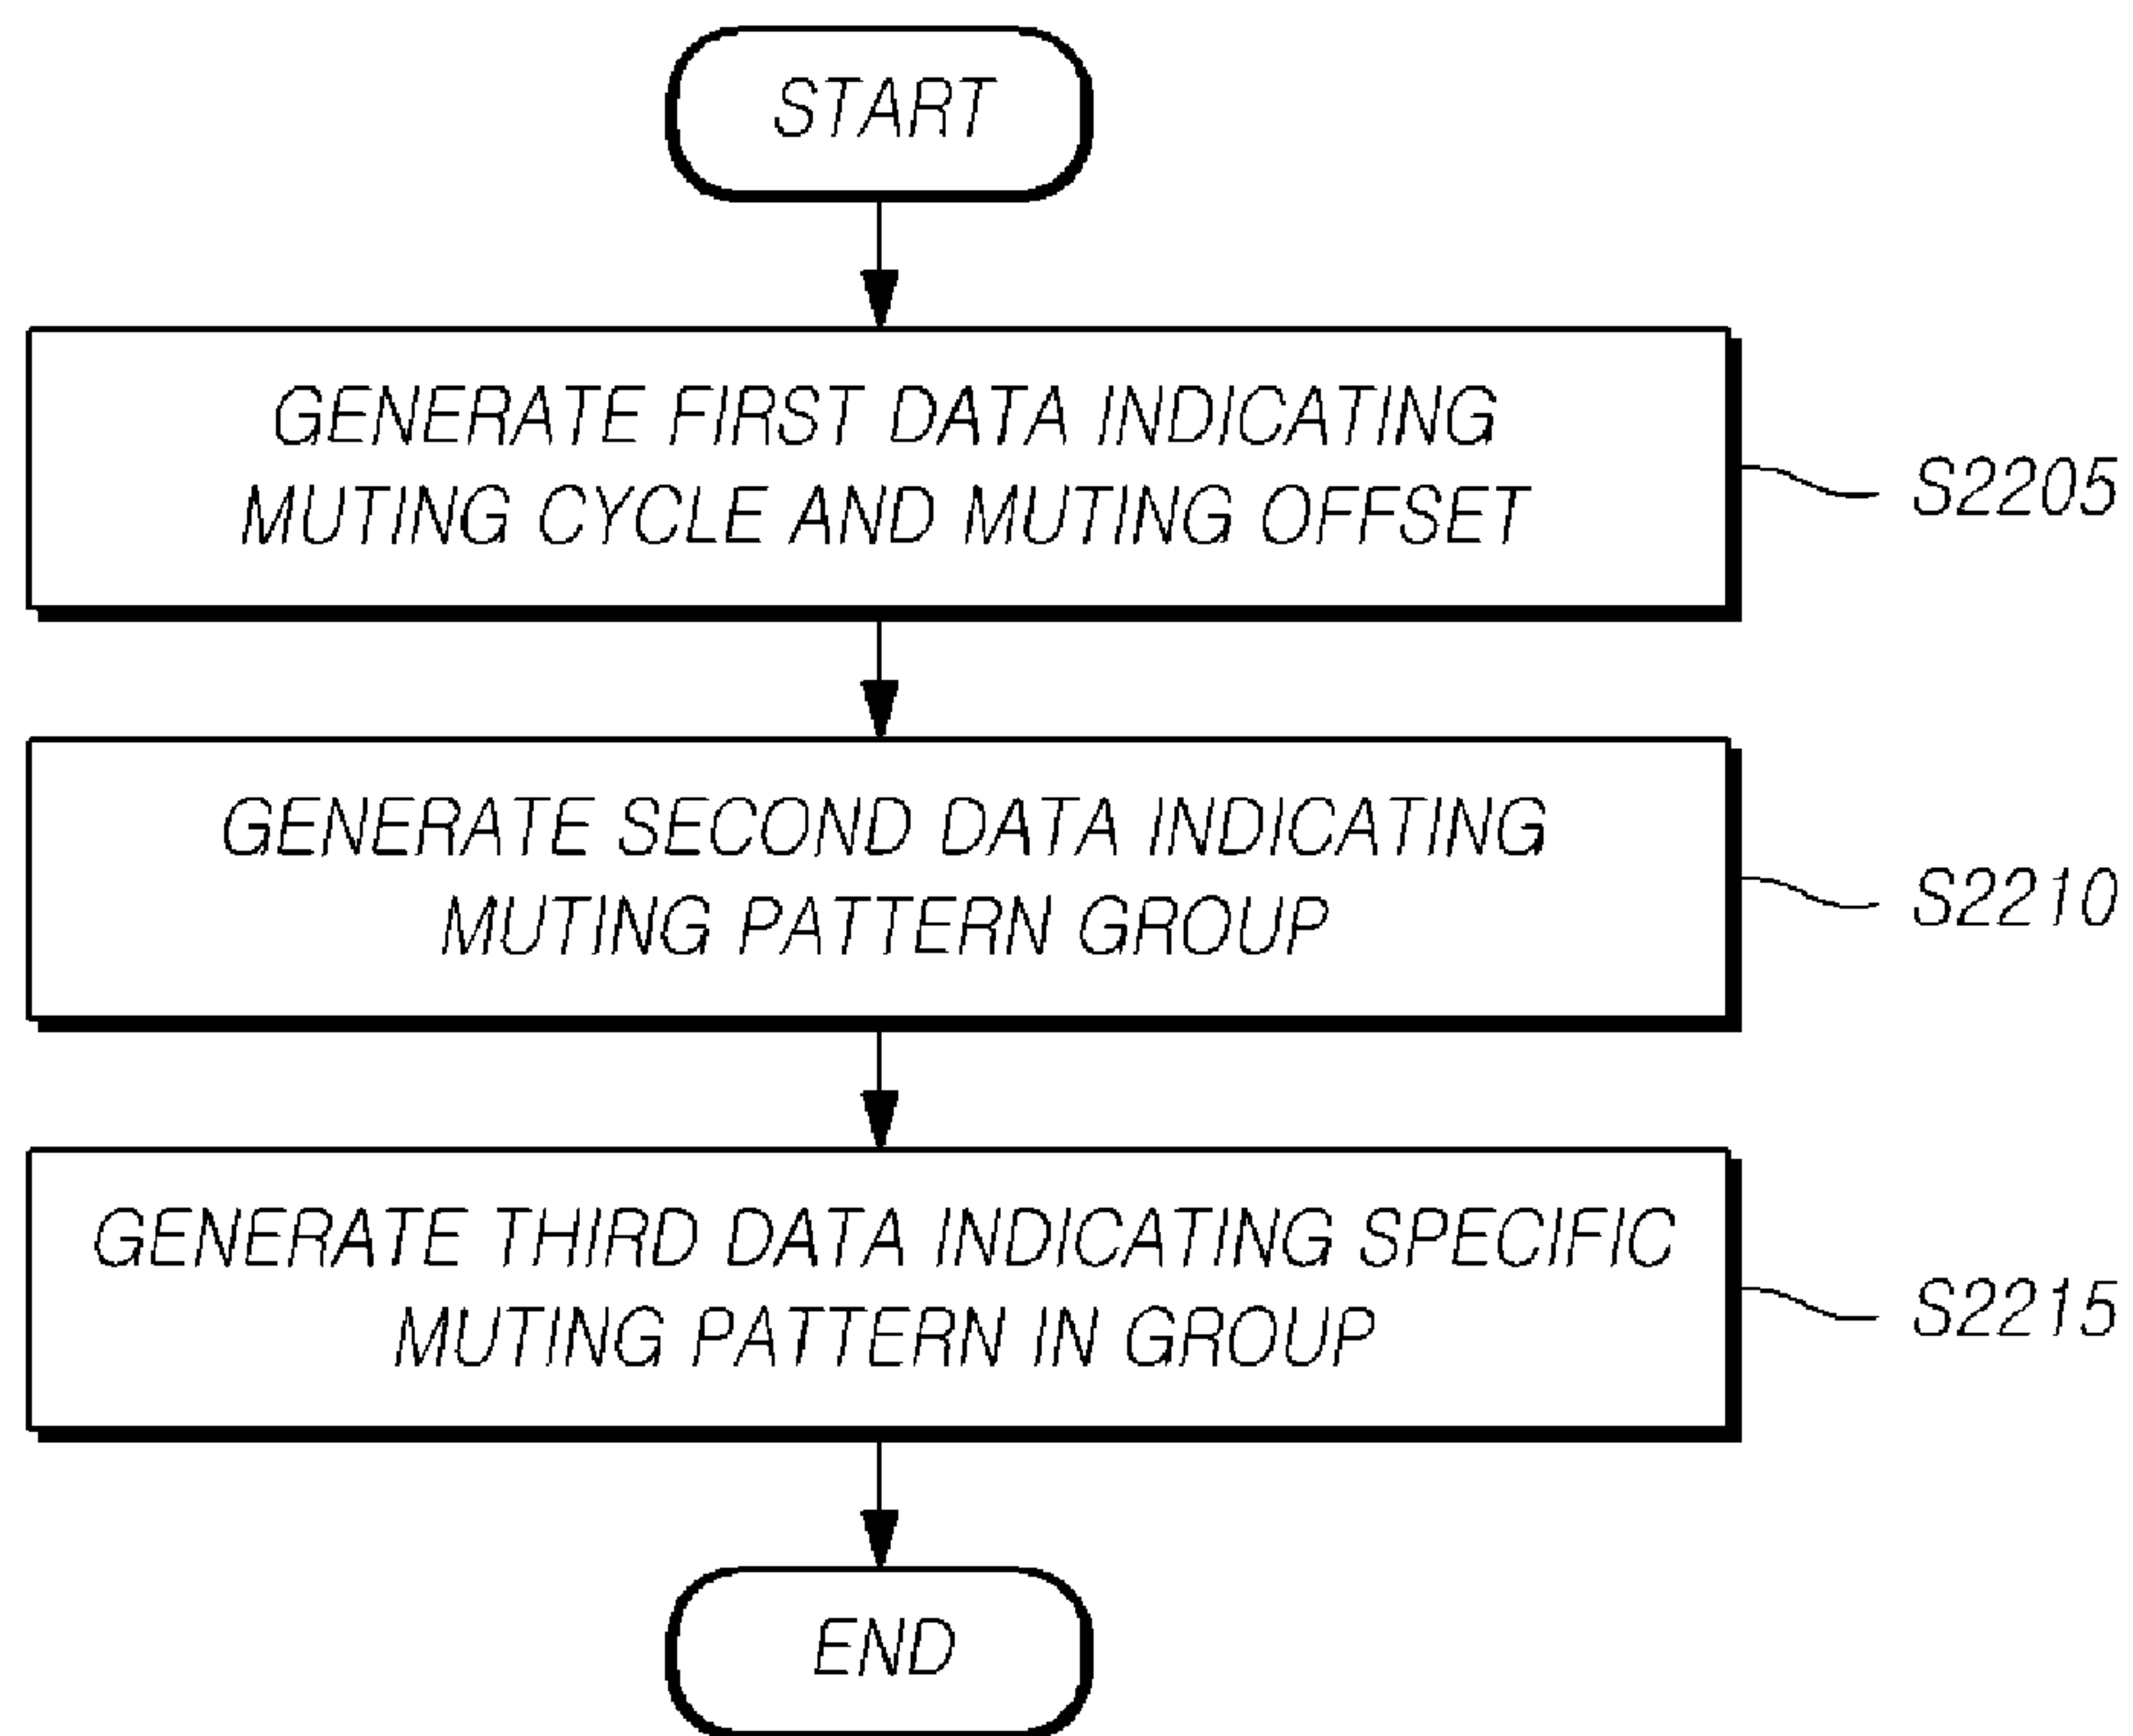 START
GENERATE FIRST DATA INDICATING
MUTING CYCLE AND MUTING OFFSET
S2205
GENERATE SECOND DATA INDICATING
MUTING PATTERN GROUP
S2210
GENERATE THIRD DATA INDICATING SPECIFIC
MUTING PATTERN IN GROUP
S2215
END